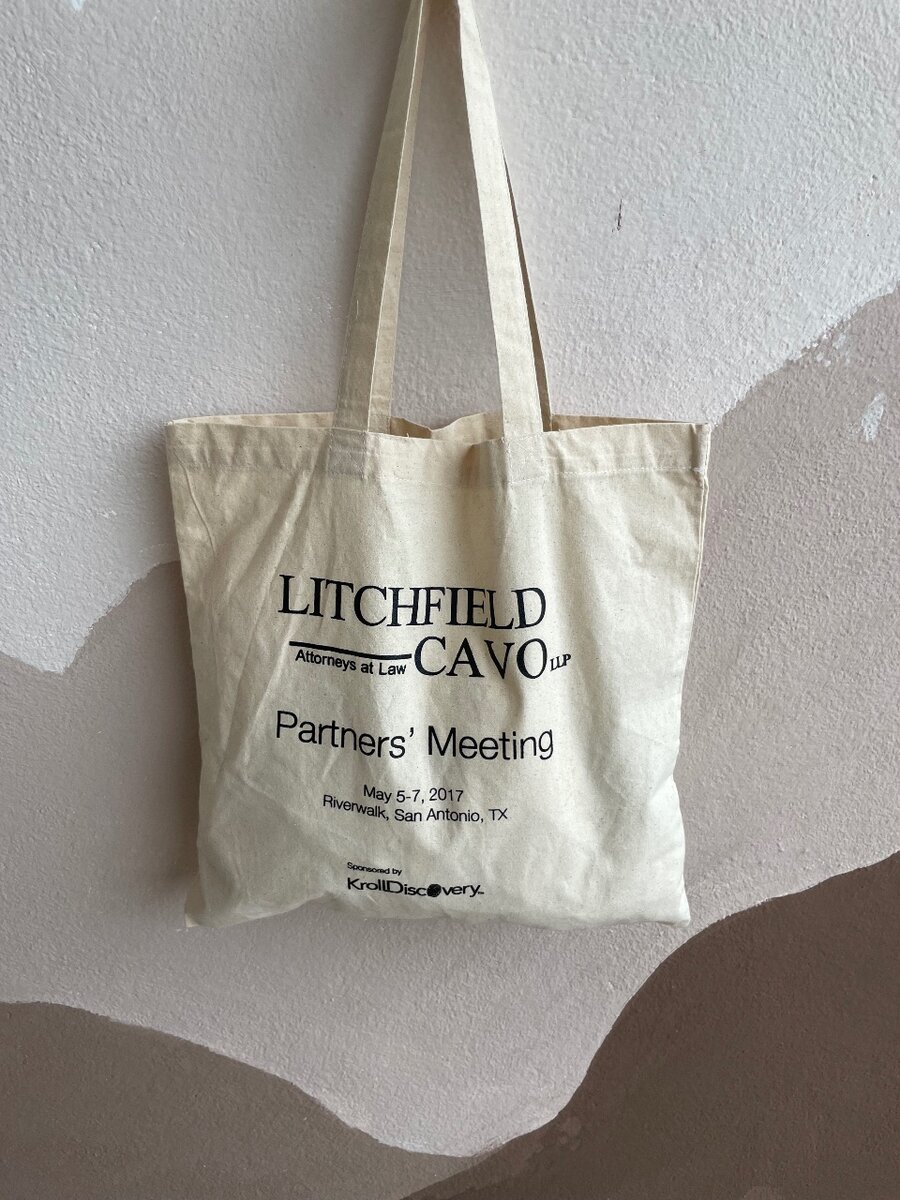 LITCHFIELD
Attorneys at Law CAVO LLP
Partners' Meeting
May 5-7, 2017
Riverwalk, San Antonio, TX
Sponsored by
KrollDiscovery